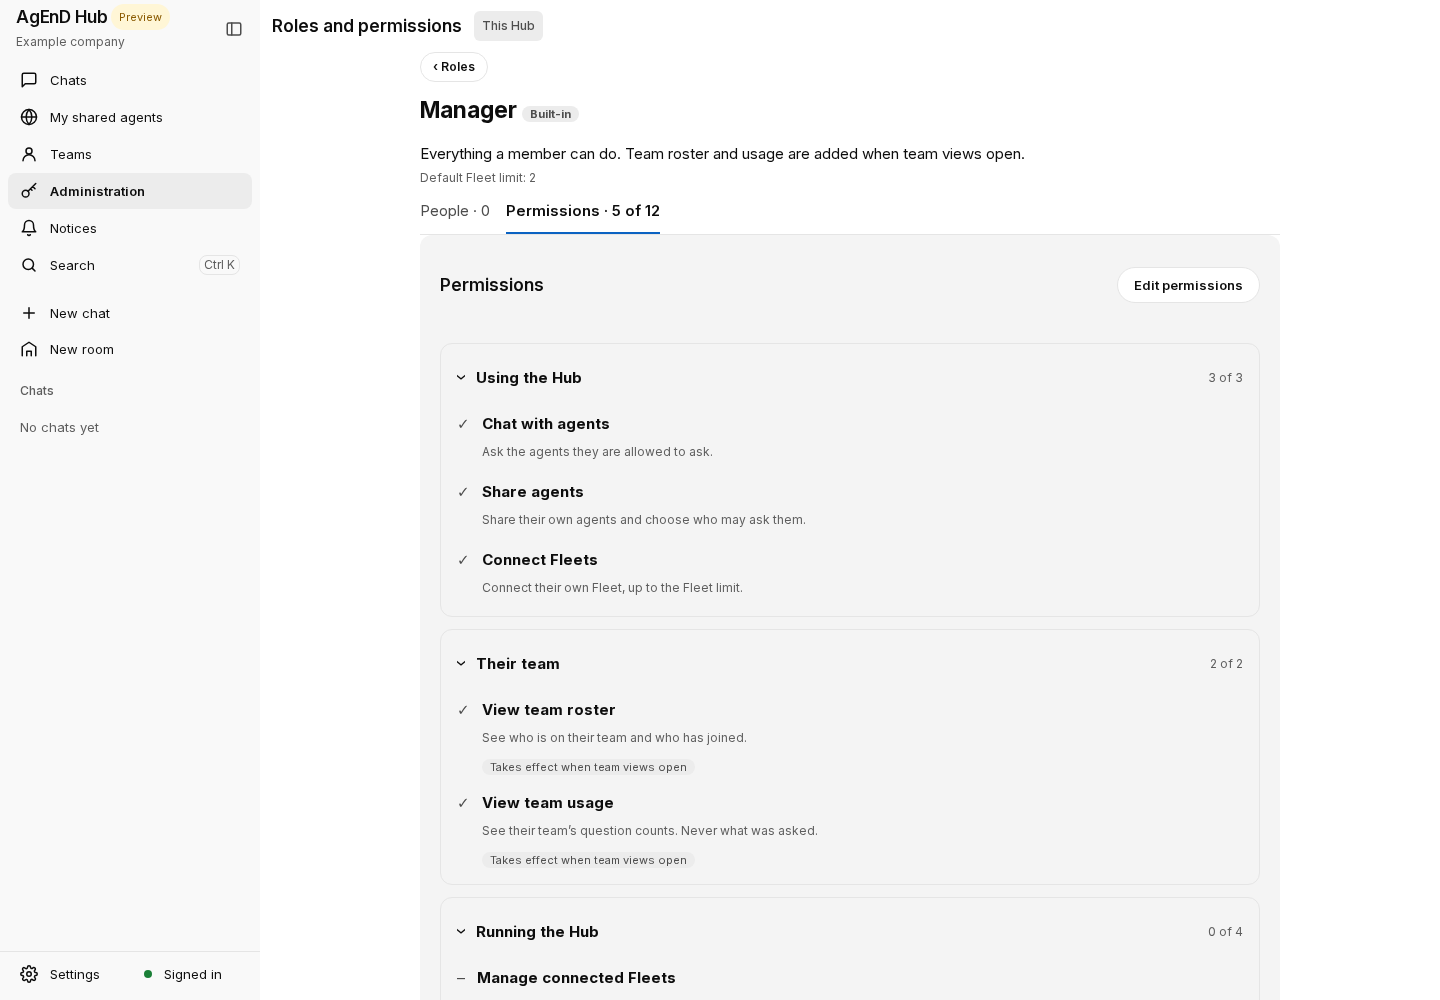 AgEnD Hub Preview
Example company
Chats
My shared agents
Teams
Administration
Notices
Search Ctrl K
New chat
New room
Chats
No chats yet
Settings Signed in
Roles and permissions This Hub
‹ Roles
Manager Built-in
Everything a member can do. Team roster and usage are added when team views open.
Default Fleet limit: 2
People · 0 Permissions · 5 of 12
Permissions Edit permissions
Using the Hub 3 of 3
✓ Chat with agents
Ask the agents they are allowed to ask.
✓ Share agents
Share their own agents and choose who may ask them.
✓ Connect Fleets
Connect their own Fleet, up to the Fleet limit.
Their team 2 of 2
✓ View team roster
See who is on their team and who has joined.
Takes effect when team views open
✓ View team usage
See their team’s question counts. Never what was asked.
Takes effect when team views open
Running the Hub 0 of 4
– Manage connected Fleets